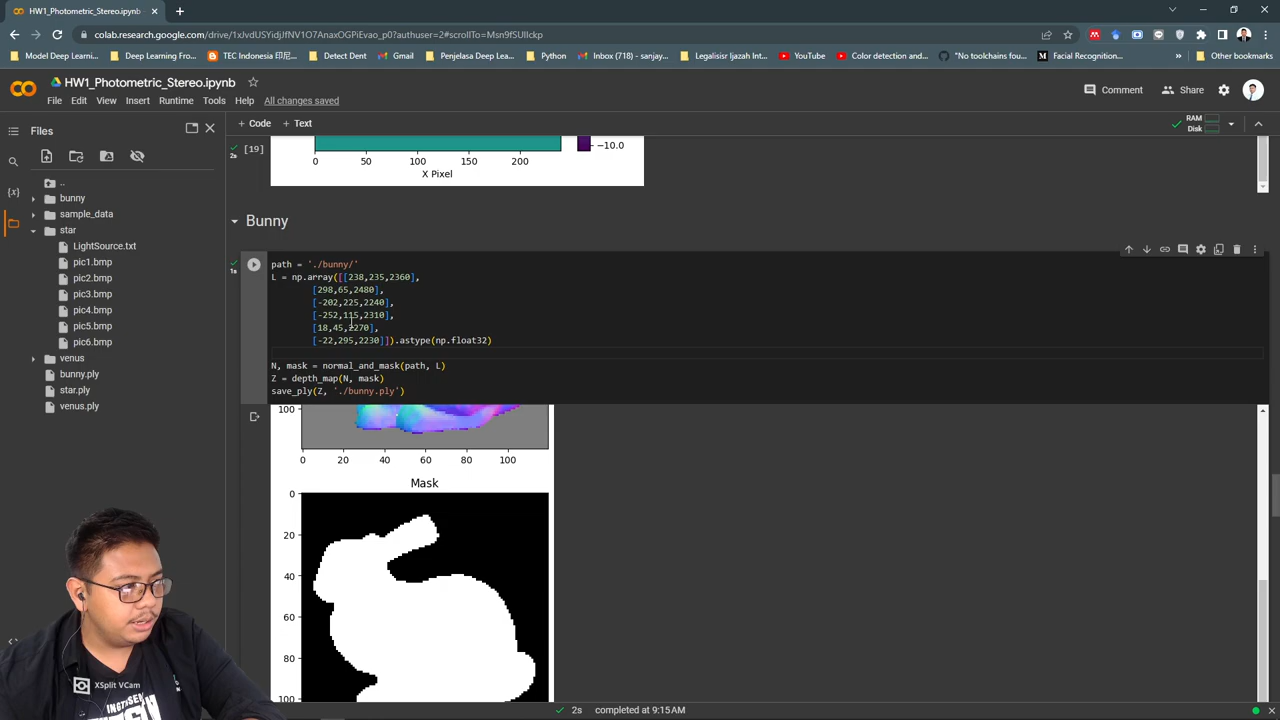 HW1_Photometric_Stereo.ipynb
colab.research.google.com/drive/1xJvdUSYidjJfNV1O7AnaxOGPiEvao_p0?authuser=2#scrollTo=Msn9fSUIlckp
Model Deep Learn...
Deep Learning Fro...
TEC Indonesia 印尼...
Detect Dent
Gmail
Penjelasa Deep Lea...
Python
Inbox (718) - sanjay...
Legalisir Ijazah Int...
YouTube
Color detection and...
"No toolchains fou...
Facial Recognition...
Other bookmarks
HW1_Photometric_Stereo.ipynb
File Edit View Insert Runtime Tools Help All changes saved
Comment
Share
Files
+ Code + Text
RAM
Disk
..
bunny
sample_data
star
LightSource.txt
pic1.bmp
pic2.bmp
pic3.bmp
pic4.bmp
pic5.bmp
pic6.bmp
venus
bunny.ply
star.ply
venus.ply
[19]
2s
−10.0
0 50 100 150 200
X Pixel
Bunny
1s
path = './bunny/'
L = np.array([[238,235,2360],
[298,65,2480],
[-202,225,2240],
[-252,115,2310],
[18,45,2270],
[-22,295,2230]]).astype(np.float32)
N, mask = normal_and_mask(path, L)
Z = depth_map(N, mask)
save_ply(Z, './bunny.ply')
100
0 20 40 60 80 100
Mask
0
20
40
60
80
100
XSplit VCam
2s completed at 9:15AM